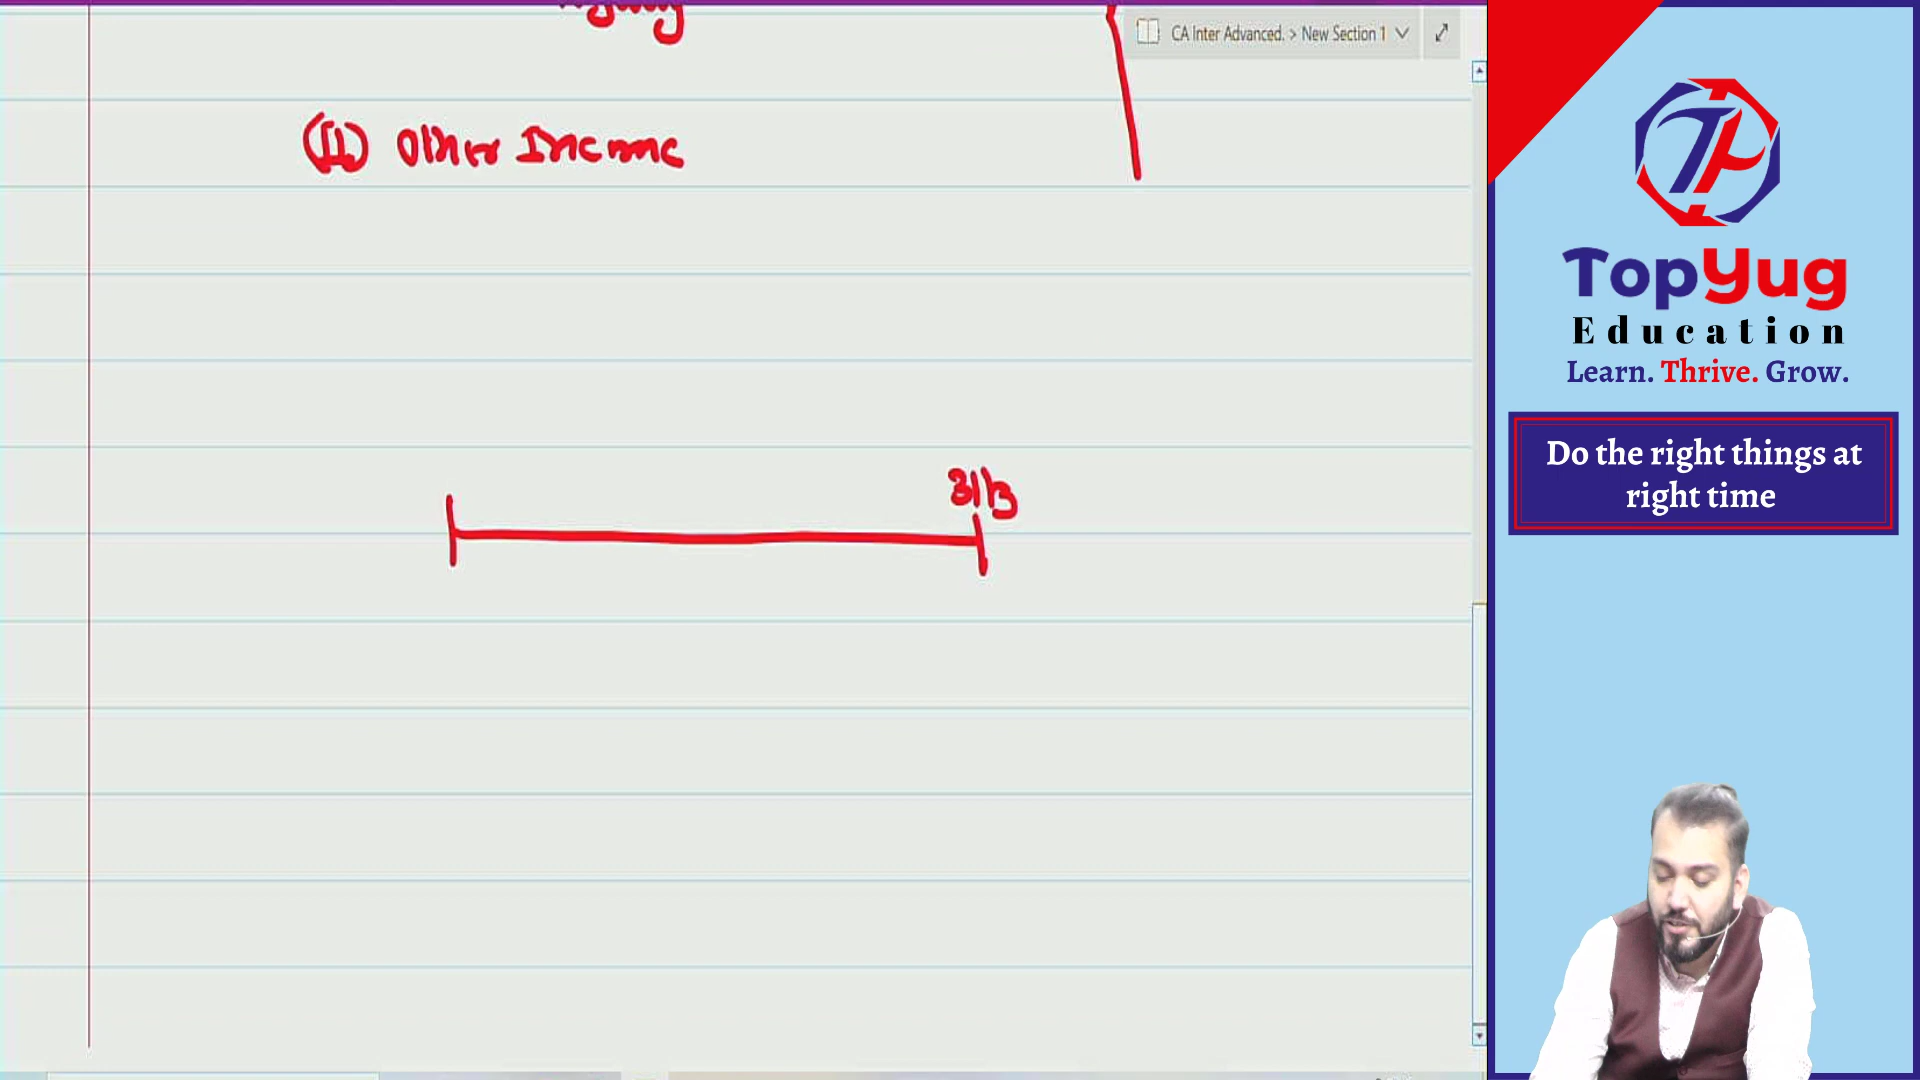 CA Inter Advanced. > New Section 1
(II) Other Income
31/3
TopYug
Education
Learn. Thrive. Grow.
Do the right things at
right time